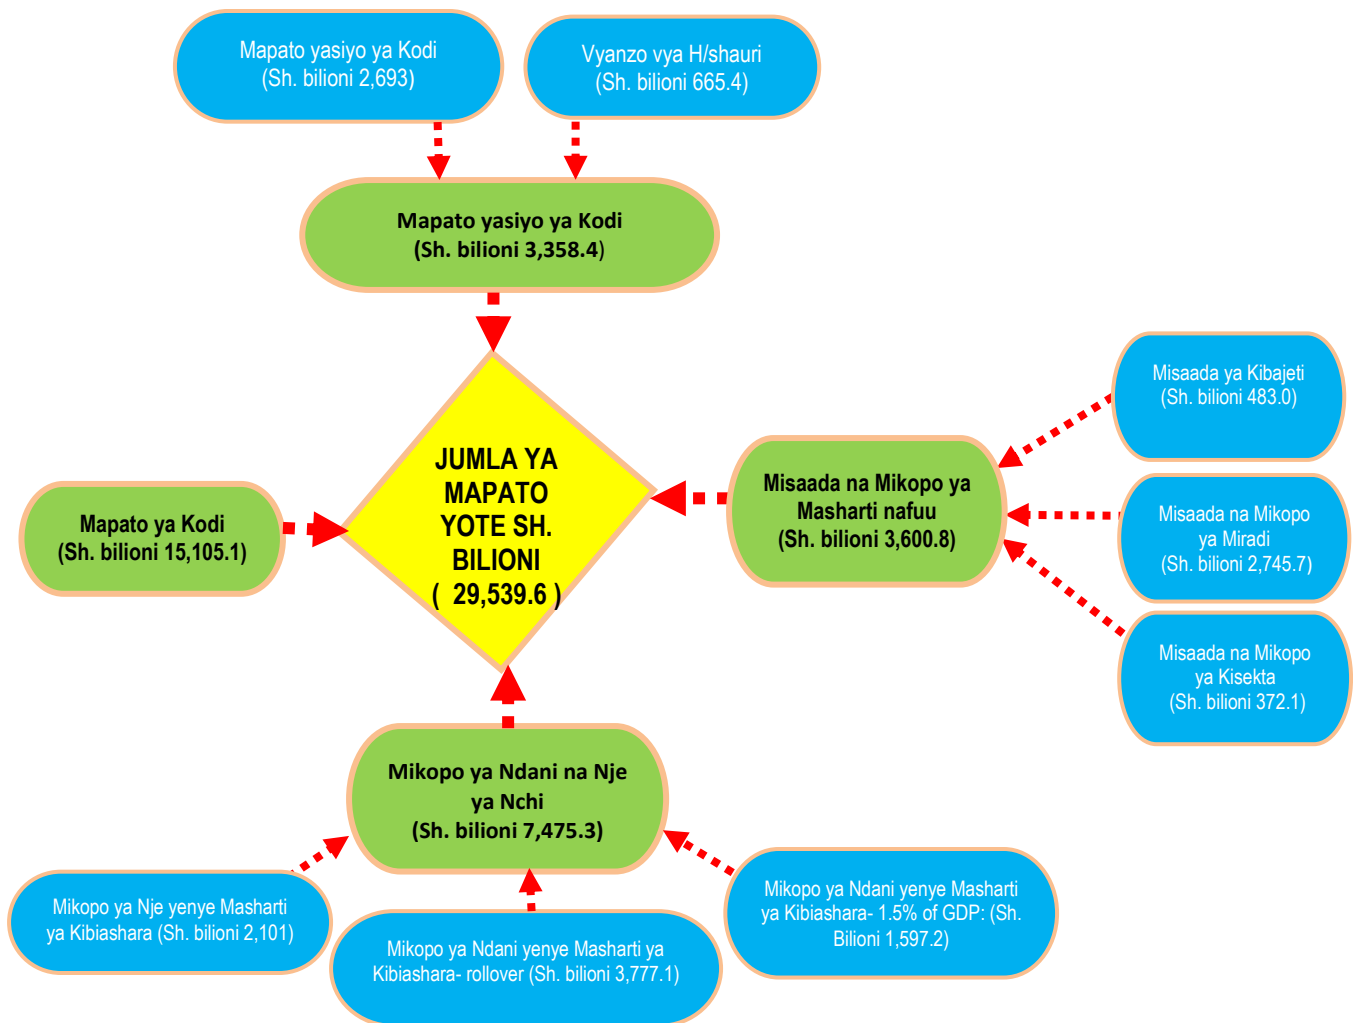 Mapato yasiyo ya Kodi
(Sh. bilioni 2,693)
Vyanzo vya H/shauri
(Sh. bilioni 665.4)
Mapato yasiyo ya Kodi
(Sh. bilioni 3,358.4)
Misaada ya Kibajeti
(Sh. bilioni 483.0)
JUMLA YA
MAPATO
YOTE SH.
BILIONI
( 29,539.6 )
Misaada na Mikopo ya
Masharti nafuu
(Sh. bilioni 3,600.8)
Mapato ya Kodi
(Sh. bilioni 15,105.1)
Misaada na Mikopo
ya Miradi
(Sh. bilioni 2,745.7)
Misaada na Mikopo
ya Kisekta
(Sh. bilioni 372.1)
Mikopo ya Ndani na Nje
ya Nchi
(Sh. bilioni 7,475.3)
Mikopo ya Nje yenye Masharti
ya Kibiashara (Sh. bilioni 2,101)
Mikopo ya Ndani yenye Masharti ya
Kibiashara- rollover (Sh. bilioni 3,777.1)
Mikopo ya Ndani yenye Masharti
ya Kibiashara- 1.5% of GDP: (Sh.
Bilioni 1,597.2)